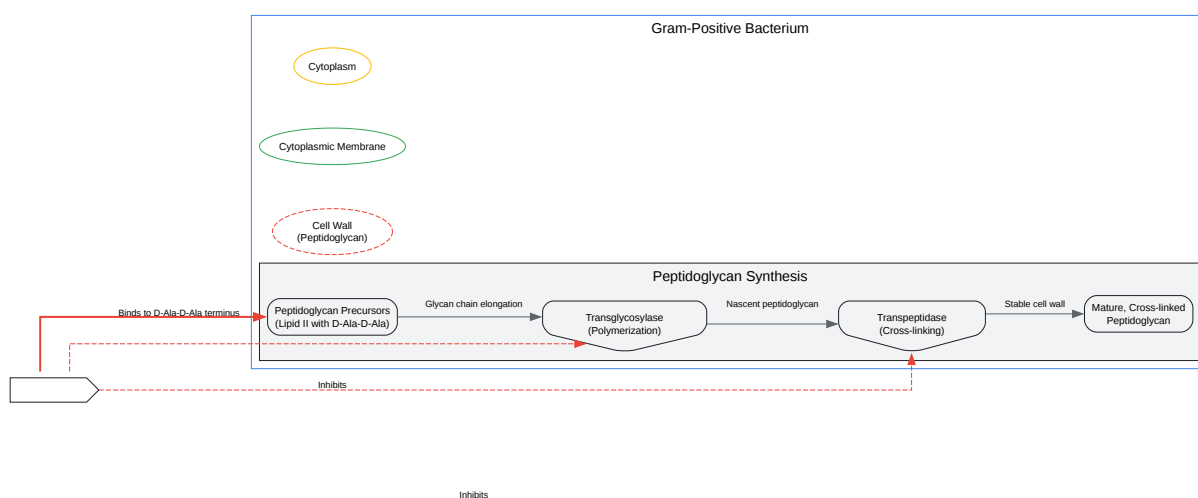 Gram-Positive Bacterium
Cytoplasm
Cytoplasmic Membrane
Cell Wall
(Peptidoglycan)
Peptidoglycan Synthesis
Binds to D-Ala-D-Ala terminus
Peptidoglycan Precursors
(Lipid II with D-Ala-D-Ala)
Glycan chain elongation
Transglycosylase
(Polymerization)
Nascent peptidoglycan
Transpeptidase
(Cross-linking)
Stable cell wall
Mature, Cross-linked
Peptidoglycan
Inhibits
Inhibits